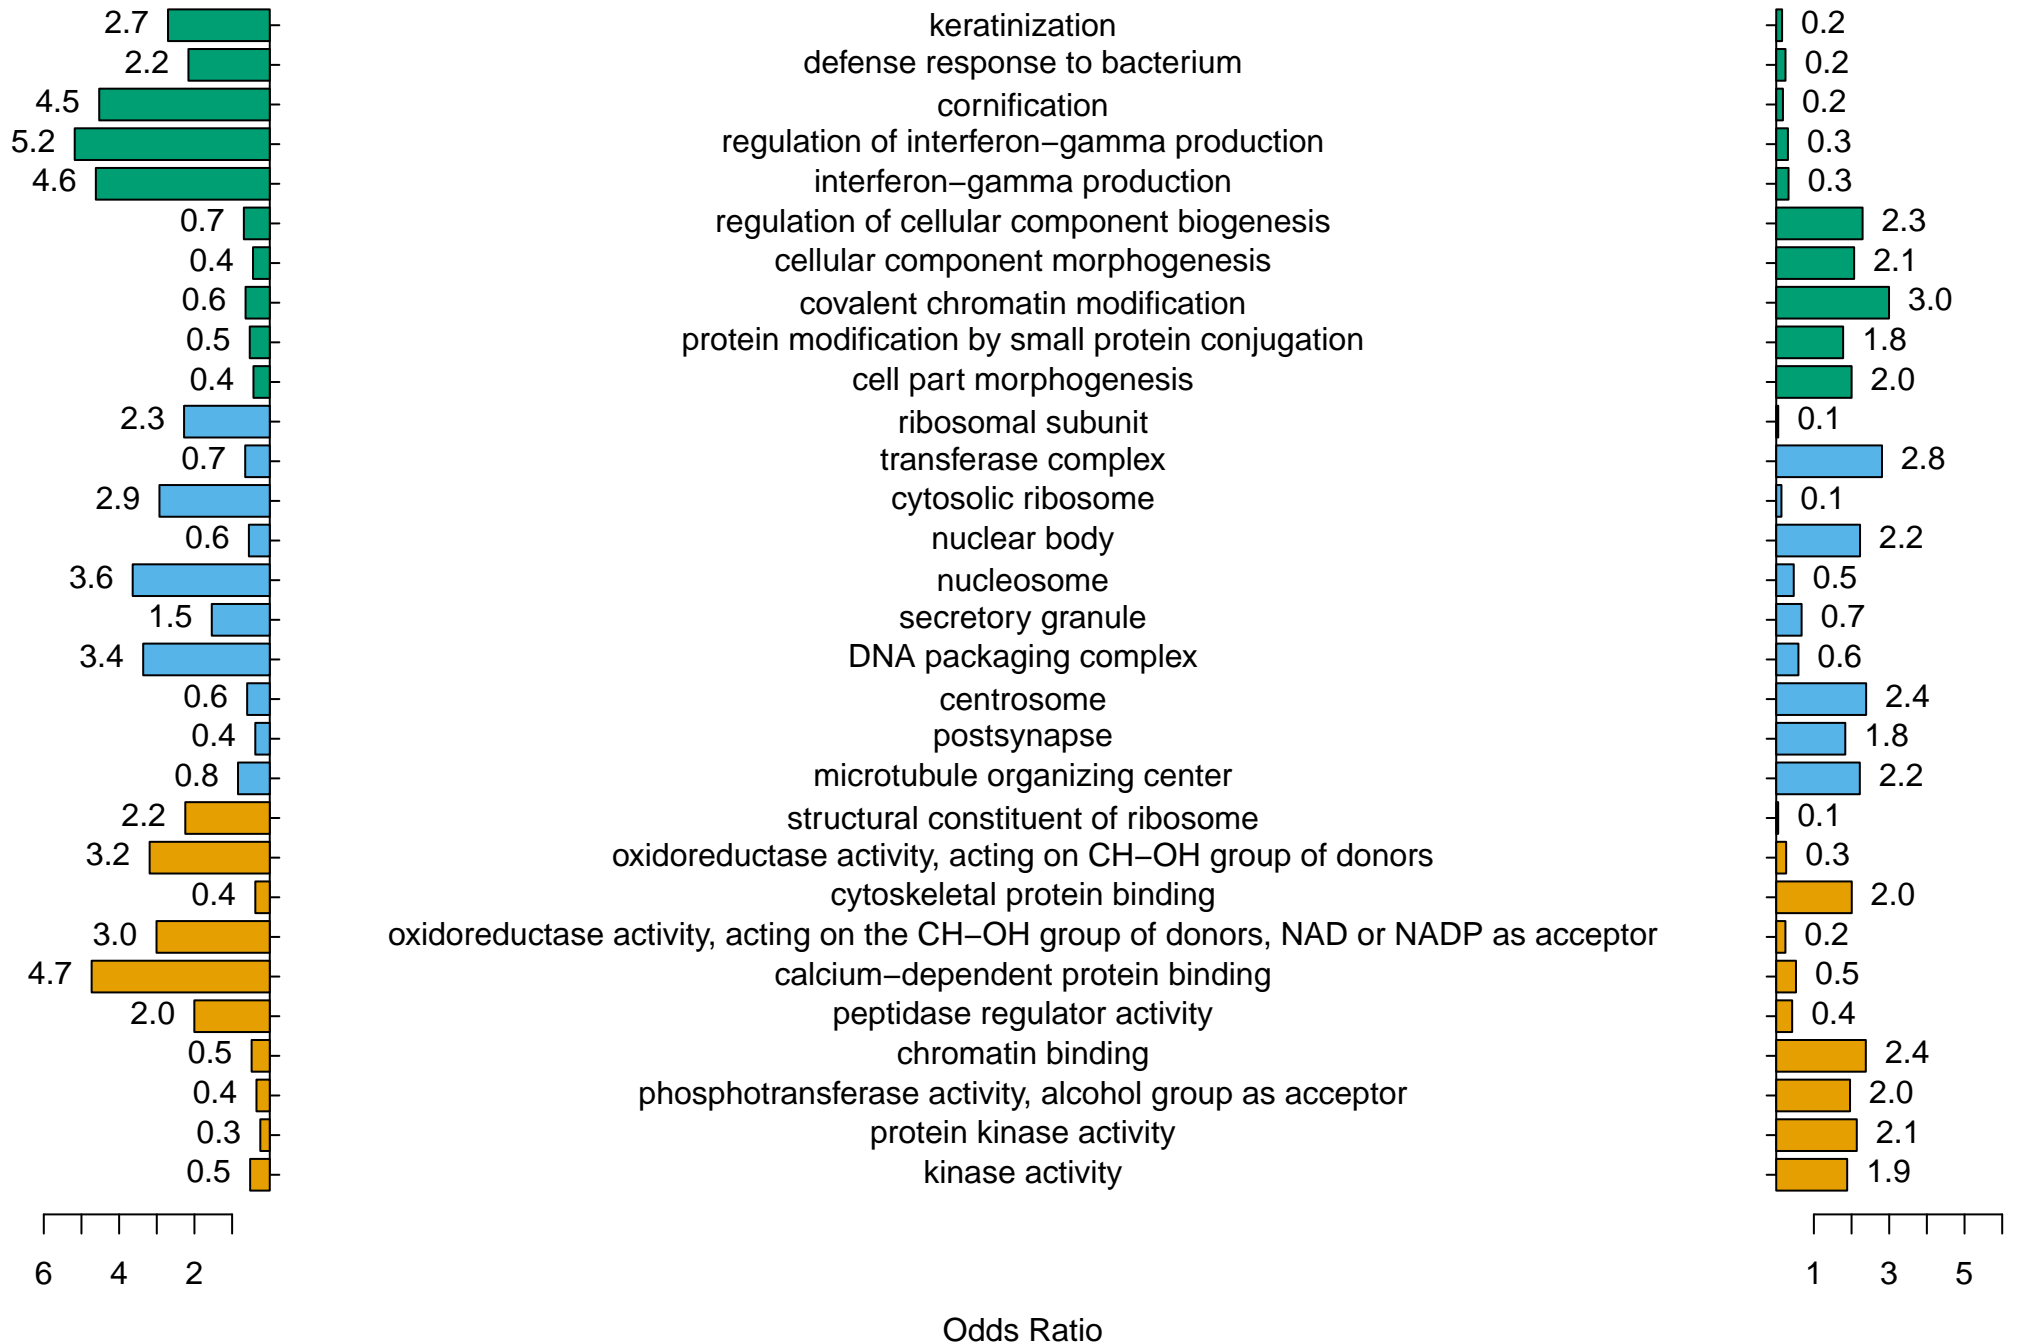 2.7 keratinization 0.2
2.2 defense response to bacterium 0.2
4.5 cornification 0.2
5.2 regulation of interferon−gamma production 0.3
4.6 interferon−gamma production 0.3
0.7 regulation of cellular component biogenesis 2.3
0.4 cellular component morphogenesis 2.1
0.6 covalent chromatin modification 3.0
0.5 protein modification by small protein conjugation 1.8
0.4 cell part morphogenesis 2.0
2.3 ribosomal subunit 0.1
0.7 transferase complex 2.8
2.9 cytosolic ribosome 0.1
0.6 nuclear body 2.2
3.6 nucleosome 0.5
1.5 secretory granule 0.7
3.4 DNA packaging complex 0.6
0.6 centrosome 2.4
0.4 postsynapse 1.8
0.8 microtubule organizing center 2.2
2.2 structural constituent of ribosome 0.1
3.2 oxidoreductase activity, acting on CH−OH group of donors 0.3
0.4 cytoskeletal protein binding 2.0
3.0 oxidoreductase activity, acting on the CH−OH group of donors, NAD or NADP as acceptor 0.2
4.7 calcium−dependent protein binding 0.5
2.0 peptidase regulator activity 0.4
0.5 chromatin binding 2.4
0.4 phosphotransferase activity, alcohol group as acceptor 2.0
0.3 protein kinase activity 2.1
0.5 kinase activity 1.9
6 4 2 1 3 5
Odds Ratio